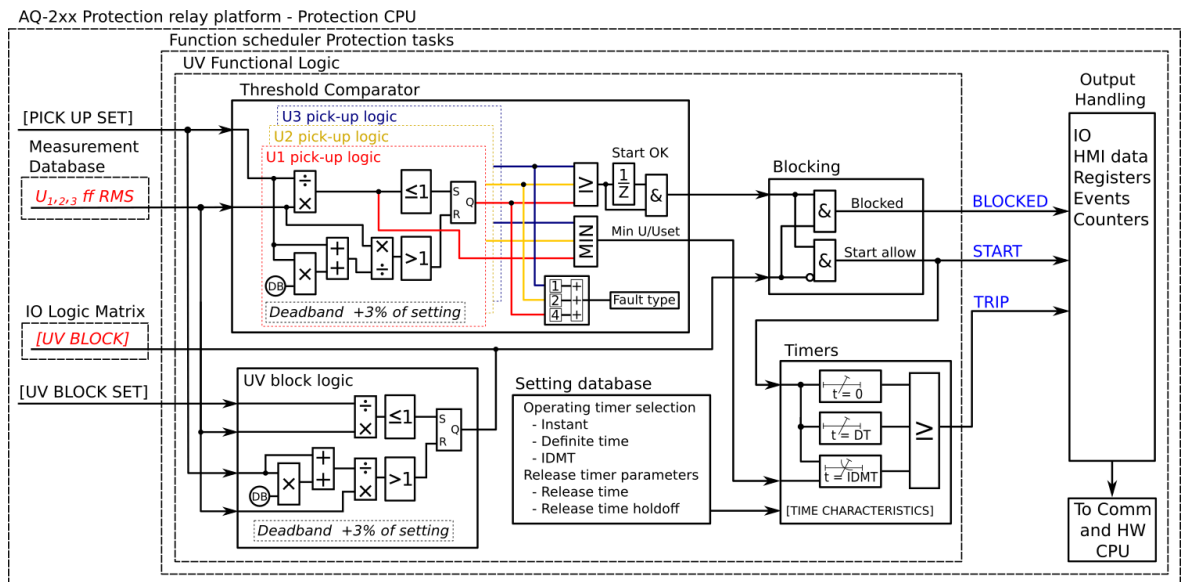 AQ-2xx Protection relay platform - Protection CPU
Function scheduler Protection tasks
UV Functional Logic
Threshold Comparator
U3 pick-up logic
U2 pick-up logic
U1 pick-up logic
[PICK UP SET]
Measurement
Database
U1,2,3 ff RMS
÷
×
≤1
S
Q
R
DB
×
+
+
×
÷
>1
Deadband +3% of setting
≥
1
Z
&
Start OK
MIN
Min U/Uset
1 +
2 +
4 +
Fault type
Blocking
&
Blocked
&
Start allow
BLOCKED
START
TRIP
Output
Handling
IO
HMI data
Registers
Events
Counters
To Comm
and HW
CPU
IO Logic Matrix
[UV BLOCK]
[UV BLOCK SET]
UV block logic
÷
×
≤1
S
Q
R
DB
×
+
+
÷
×
>1
Deadband +3% of setting
Setting database
Operating timer selection
- Instant
- Definite time
- IDMT
Release timer parameters
- Release time
- Release time holdoff
Timers
t = 0
t = DT
t = IDMT
≥
[TIME CHARACTERISTICS]